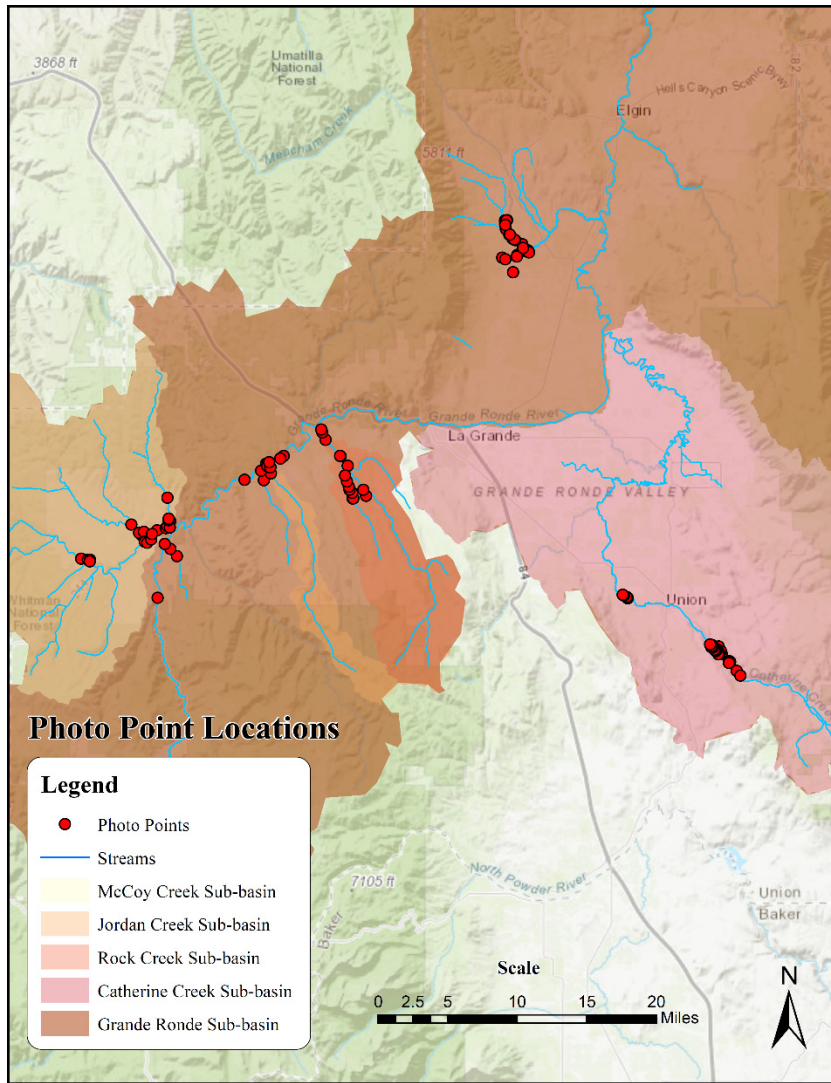 3868 ft
Umatilla
National
Forest
Meacham Creek
Hells Canyon Scenic Bywy
82
Elgin
5811 ft
Grande Ronde River
Grande Ronde River
La Grande
GRANDE RONDE VALLEY
84
Whitman
National
Forest
Union
Catherine Creek
Photo Point Locations
Legend
Photo Points
Streams
McCoy Creek Sub-basin
Jordan Creek Sub-basin
Rock Creek Sub-basin
Catherine Creek Sub-basin
Grande Ronde Sub-basin
7105 ft
North Powder River
Union
Baker
Baker
Scale
0 2.5 5 10 15 20
Miles
N